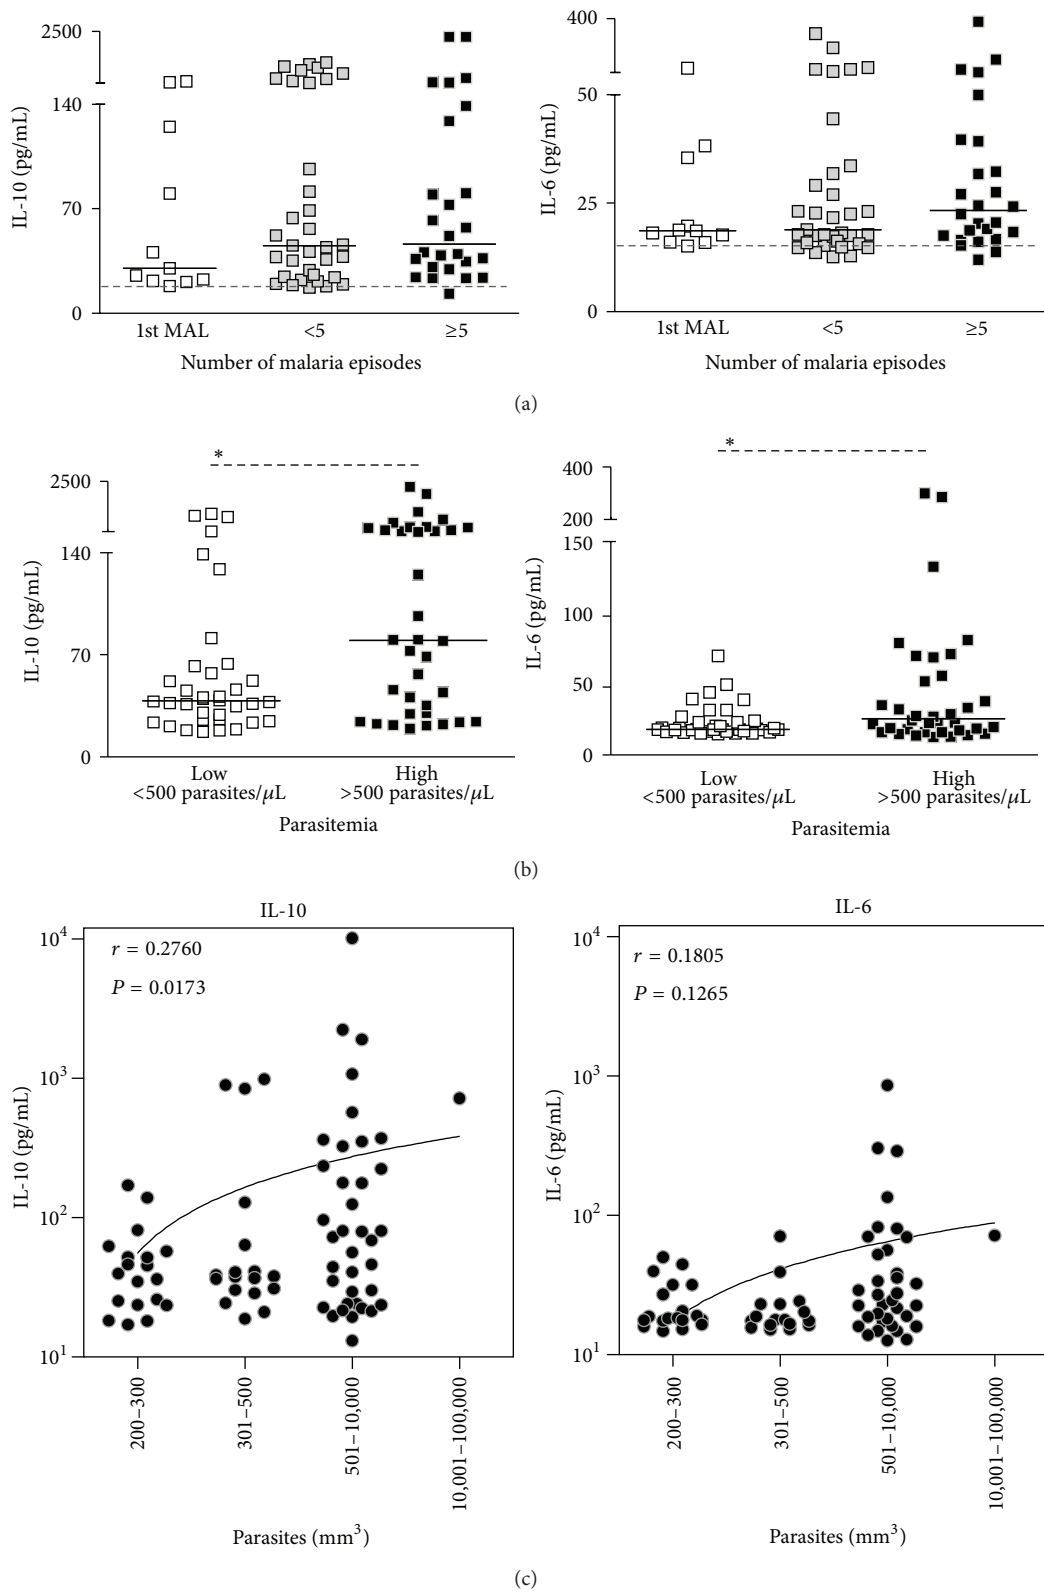 2500
140
70
0
IL-10 (pg/mL)
1st MAL
<5
≥5
Number of malaria episodes
400
50
25
0
IL-6 (pg/mL)
1st MAL
<5
≥5
Number of malaria episodes
(a)
*
2500
140
70
0
IL-10 (pg/mL)
Low
<500 parasites/μL
High
>500 parasites/μL
Parasitemia
*
400
200
150
100
50
0
IL-6 (pg/mL)
Low
<500 parasites/μL
High
>500 parasites/μL
Parasitemia
(b)
IL-10
r = 0.2760
P = 0.0173
10⁴
10³
10²
10¹
IL-10 (pg/mL)
200–300
301–500
501–10,000
10,001–100,000
Parasites (mm³)
IL-6
r = 0.1805
P = 0.1265
10⁴
10³
10²
10¹
IL-6 (pg/mL)
200–300
301–500
501–10,000
10,001–100,000
Parasites (mm³)
(c)